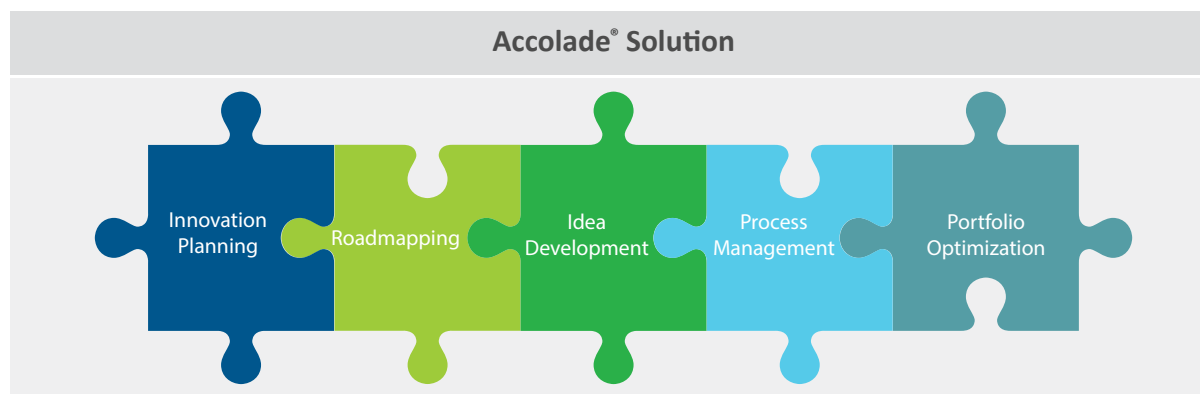 Accolade® Solution
Innovation
Planning
Roadmapping
Idea
Development
Process
Management
Portfolio
Optimization